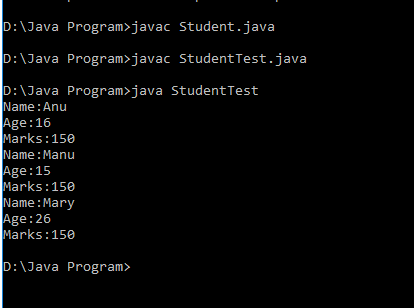 D:\Java Program>javac Student.java
D:\Java Program>javac StudentTest.java
D:\Java Program>java StudentTest
Name:Anu
Age:16
Marks:150
Name:Manu
Age:15
Marks:150
Name:Mary
Age:26
Marks:150
D:\Java Program>